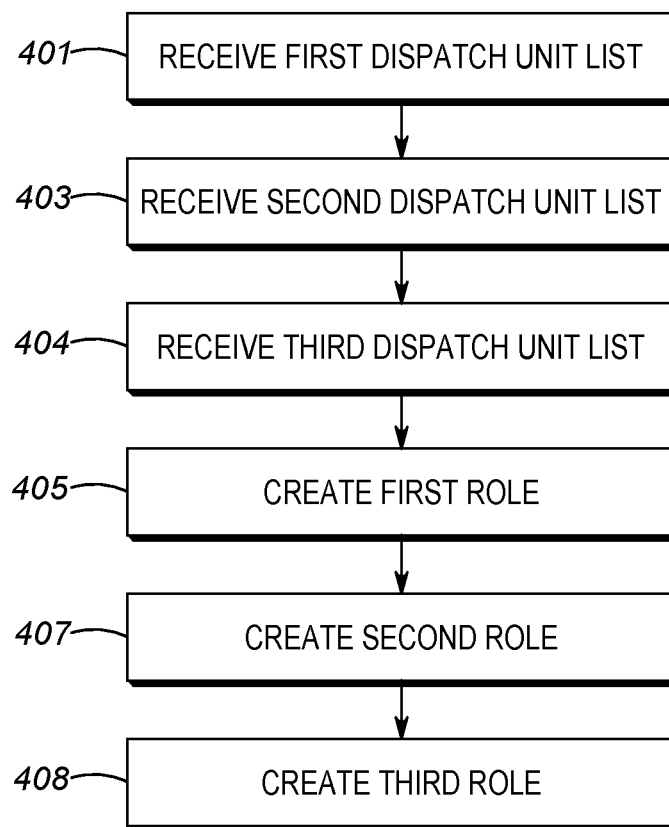 401 RECEIVE FIRST DISPATCH UNIT LIST
403 RECEIVE SECOND DISPATCH UNIT LIST
404 RECEIVE THIRD DISPATCH UNIT LIST
405 CREATE FIRST ROLE
407 CREATE SECOND ROLE
408 CREATE THIRD ROLE